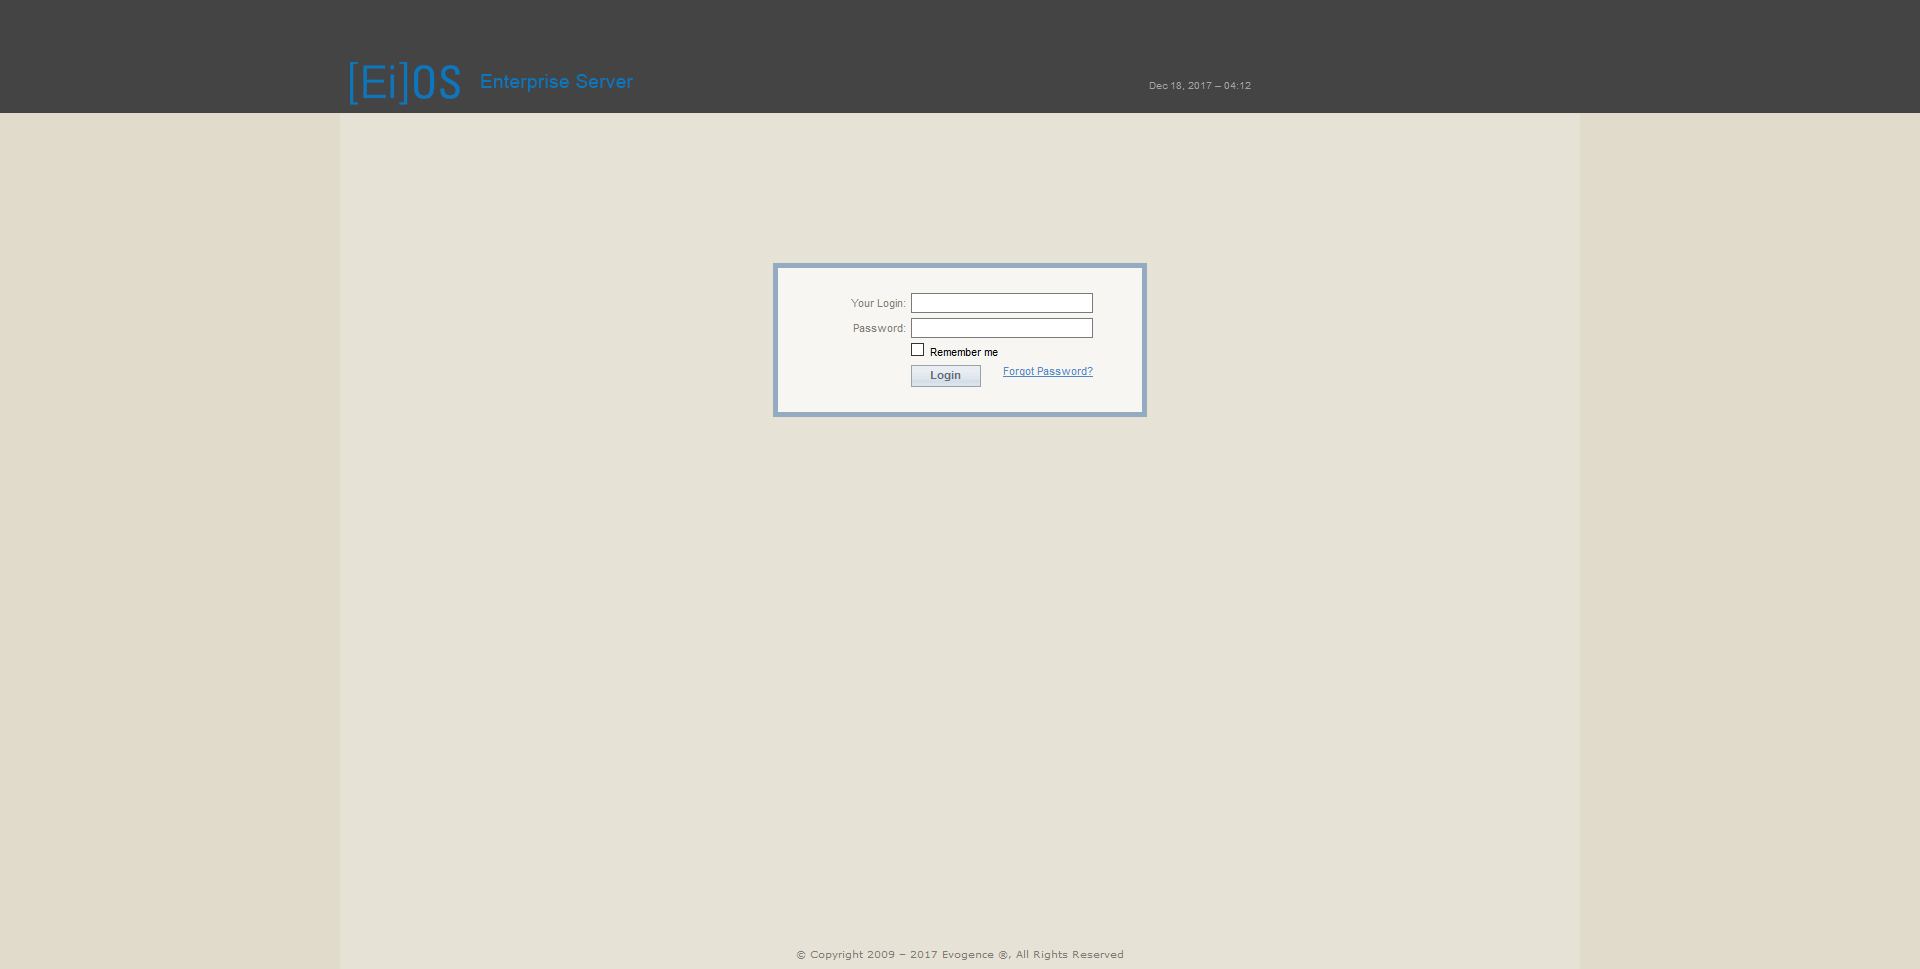 [Ei]OS Enterprise Server
Dec 18, 2017 – 04:12
Your Login:
Password:
Remember me
Login Forgot Password?
© Copyright 2009 – 2017 Evogence ®, All Rights Reserved